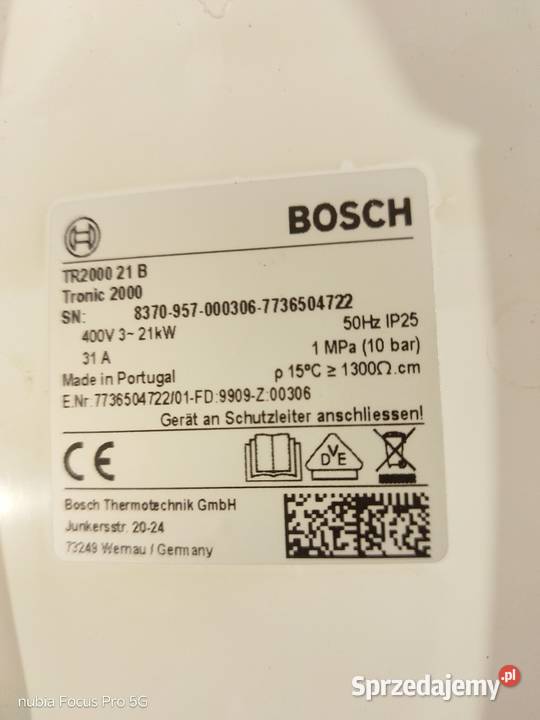 BOSCH
TR2000 21 B
Tronic 2000
SN: 8370-957-000306-7736504722
400V 3~ 21kW 50Hz IP25
31 A 1 MPa (10 bar)
Made in Portugal ρ 15°C ≥ 1300Ω.cm
E.Nr:7736504722/01-FD:9909-Z:00306
Gerät an Schutzleiter anschliessen!
CE
DVE
Bosch Thermotechnik GmbH
Junkersstr. 20-24
73249 Wernau / Germany
nubia Focus Pro 5G
Sprzedajemy.pl